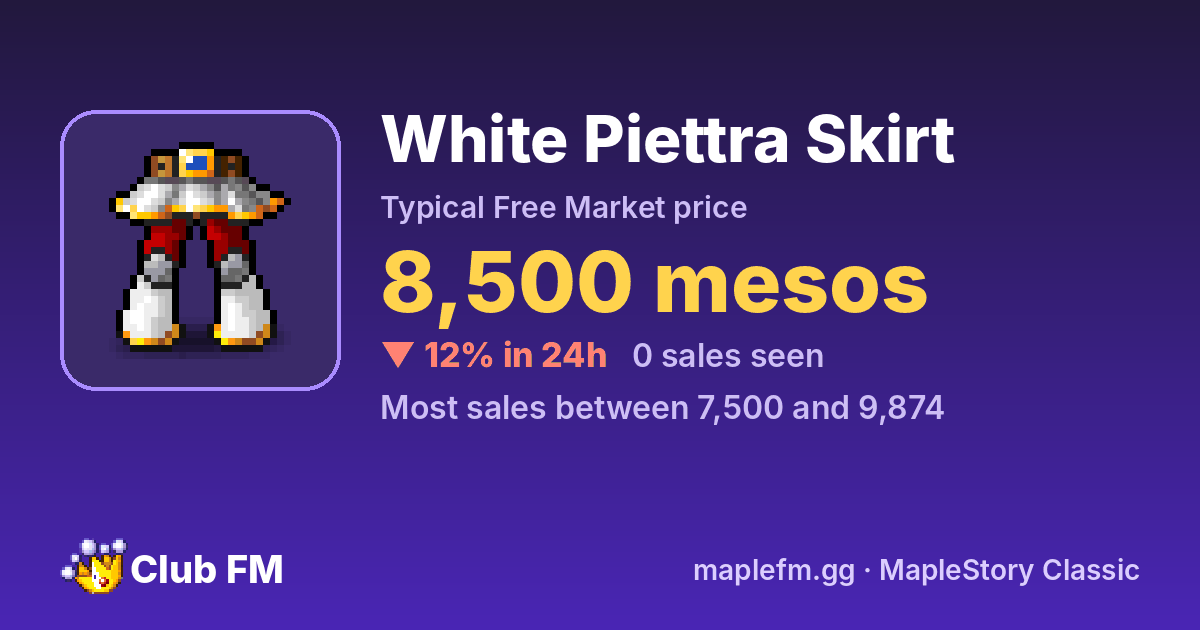 White Piettra Skirt
Typical Free Market price
8,500 mesos
▼ 12% in 24h 0 sales seen
Most sales between 7,500 and 9,874
Club FM
maplefm.gg · MapleStory Classic